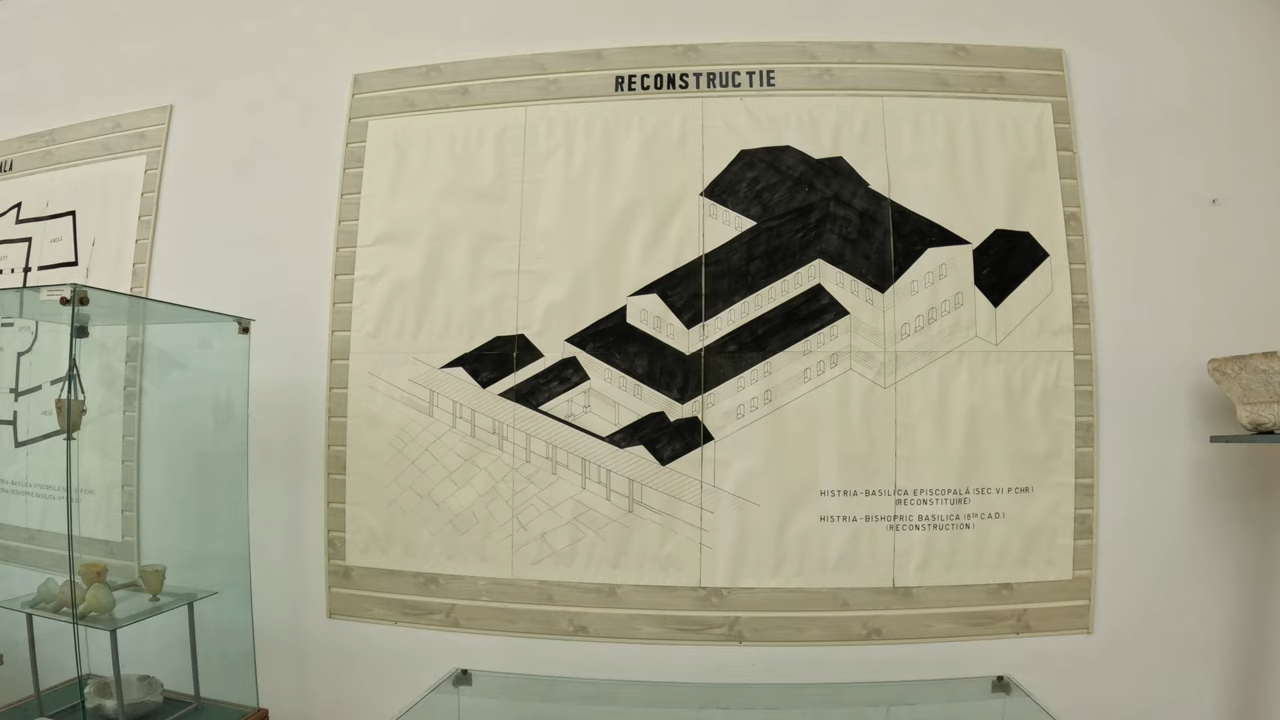 RECONSTRUCTIE
HISTRIA-BASILICA EPISCOPALĂ (SEC. VI P.CHR)
(RECONSTITUIRE)
HISTRIA-BISHOPRIC BASILICA (6TH C.A.D.)
(RECONSTRUCTION)